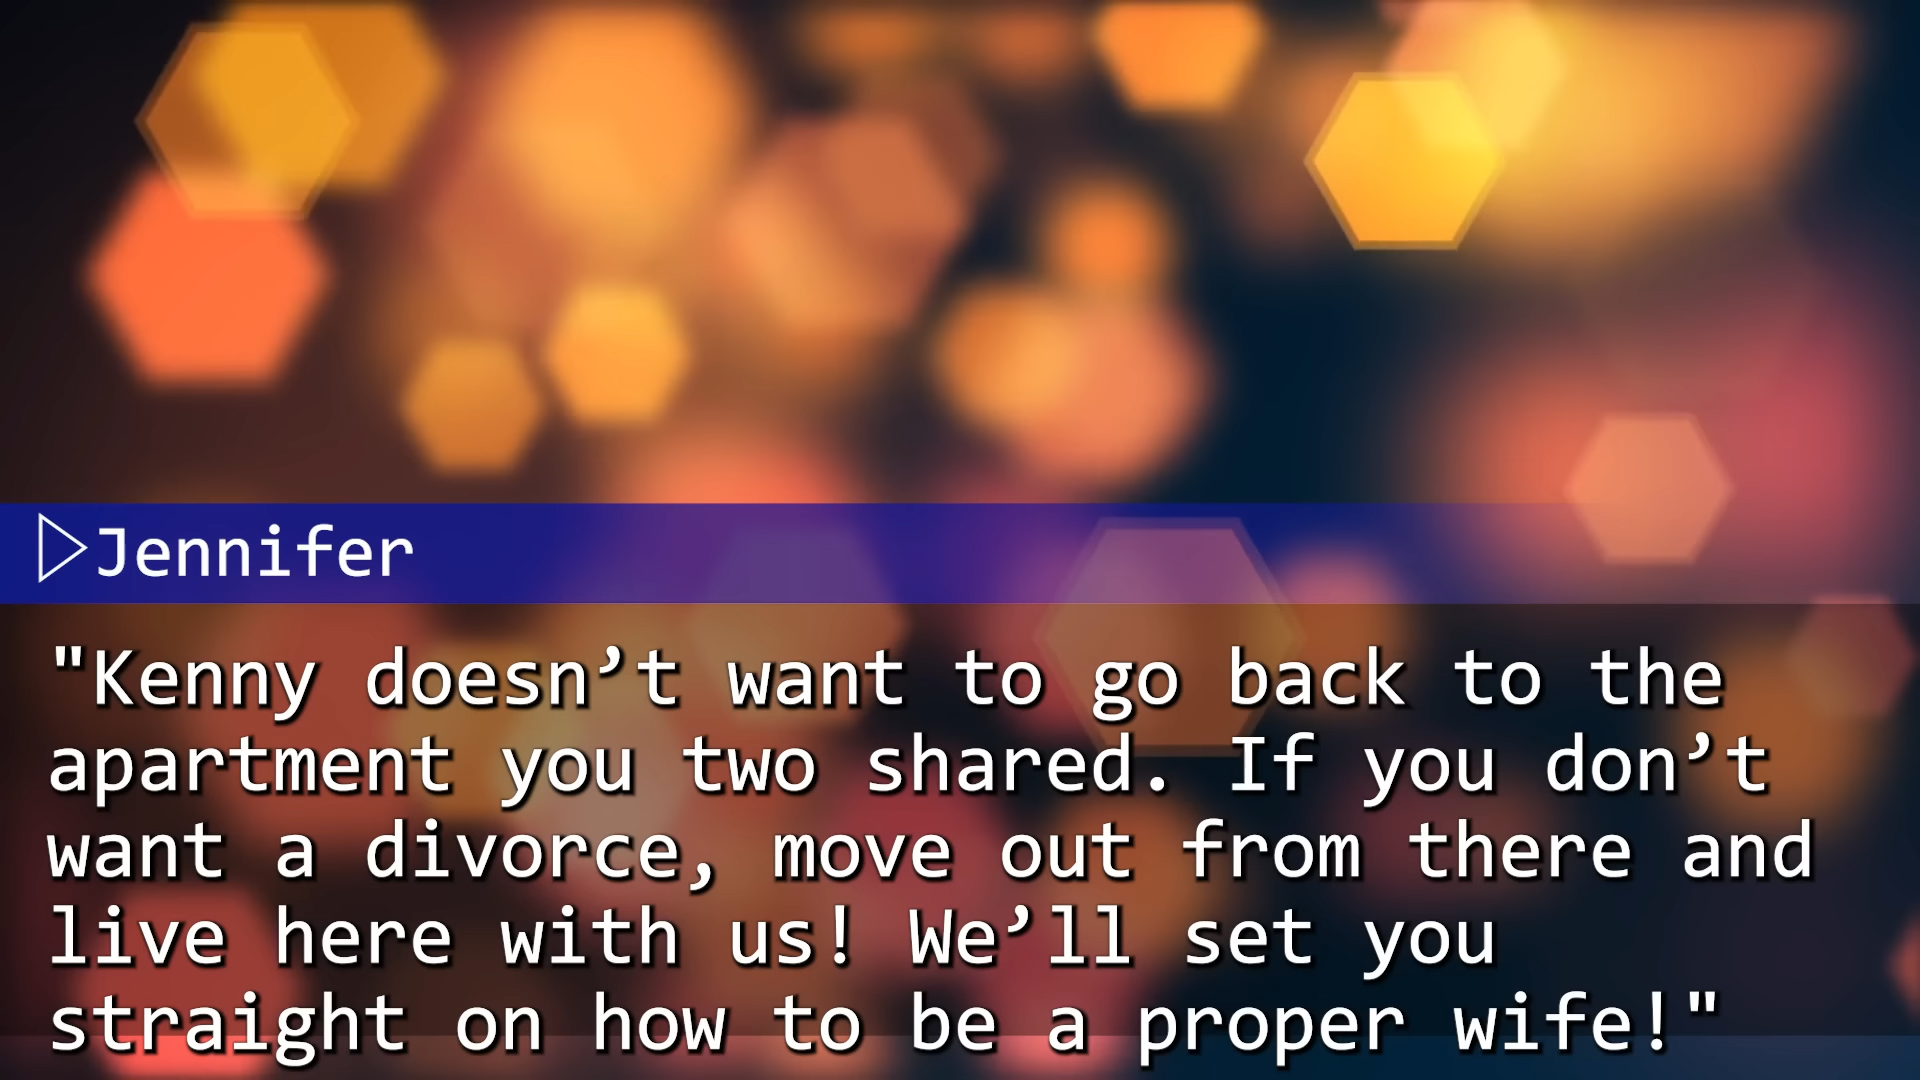 Jennifer
"Kenny doesn’t want to go back to the
apartment you two shared. If you don’t
want a divorce, move out from there and
live here with us! We’ll set you
straight on how to be a proper wife!"